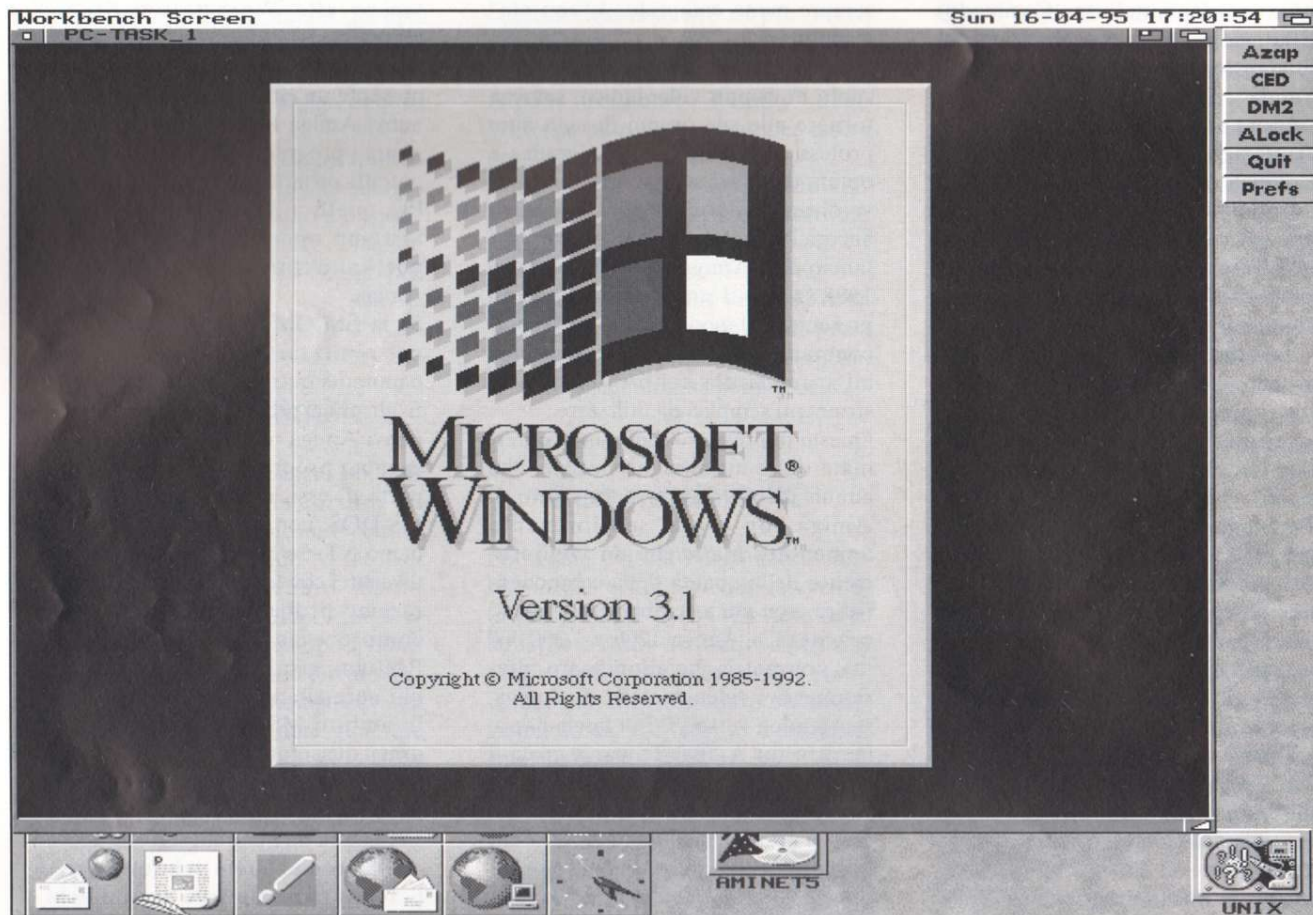 Workbench Screen
Sun 16-04-95 17:20:54
PC-TASK_1
Azap
CED
DM2
ALock
Quit
Prefs
TM
MICROSOFT®
WINDOWS™
Version 3.1
Copyright © Microsoft Corporation 1985-1992.
All Rights Reserved.
P
AMINET5
UNIX